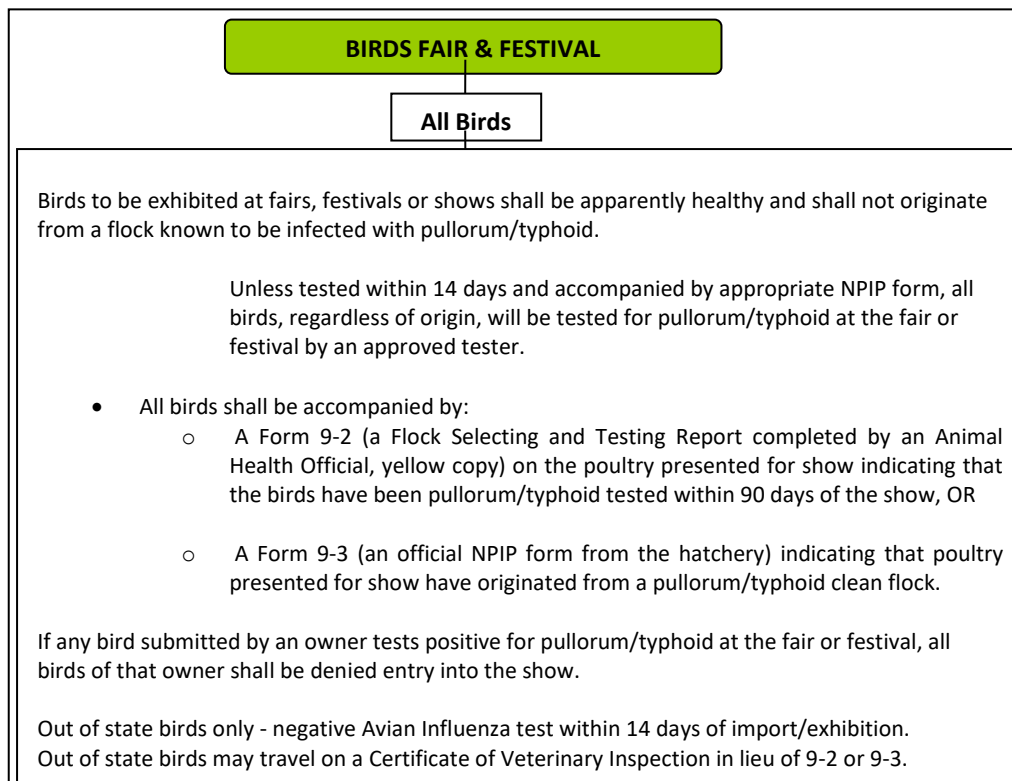 BIRDS FAIR & FESTIVAL
All Birds
Birds to be exhibited at fairs, festivals or shows shall be apparently healthy and shall not originate
from a flock known to be infected with pullorum/typhoid.
Unless tested within 14 days and accompanied by appropriate NPIP form, all
birds, regardless of origin, will be tested for pullorum/typhoid at the fair or
festival by an approved tester.
• All birds shall be accompanied by:
o A Form 9-2 (a Flock Selecting and Testing Report completed by an Animal
Health Official, yellow copy) on the poultry presented for show indicating that
the birds have been pullorum/typhoid tested within 90 days of the show, OR
o A Form 9-3 (an official NPIP form from the hatchery) indicating that poultry
presented for show have originated from a pullorum/typhoid clean flock.
If any bird submitted by an owner tests positive for pullorum/typhoid at the fair or festival, all
birds of that owner shall be denied entry into the show.
Out of state birds only - negative Avian Influenza test within 14 days of import/exhibition.
Out of state birds may travel on a Certificate of Veterinary Inspection in lieu of 9-2 or 9-3.